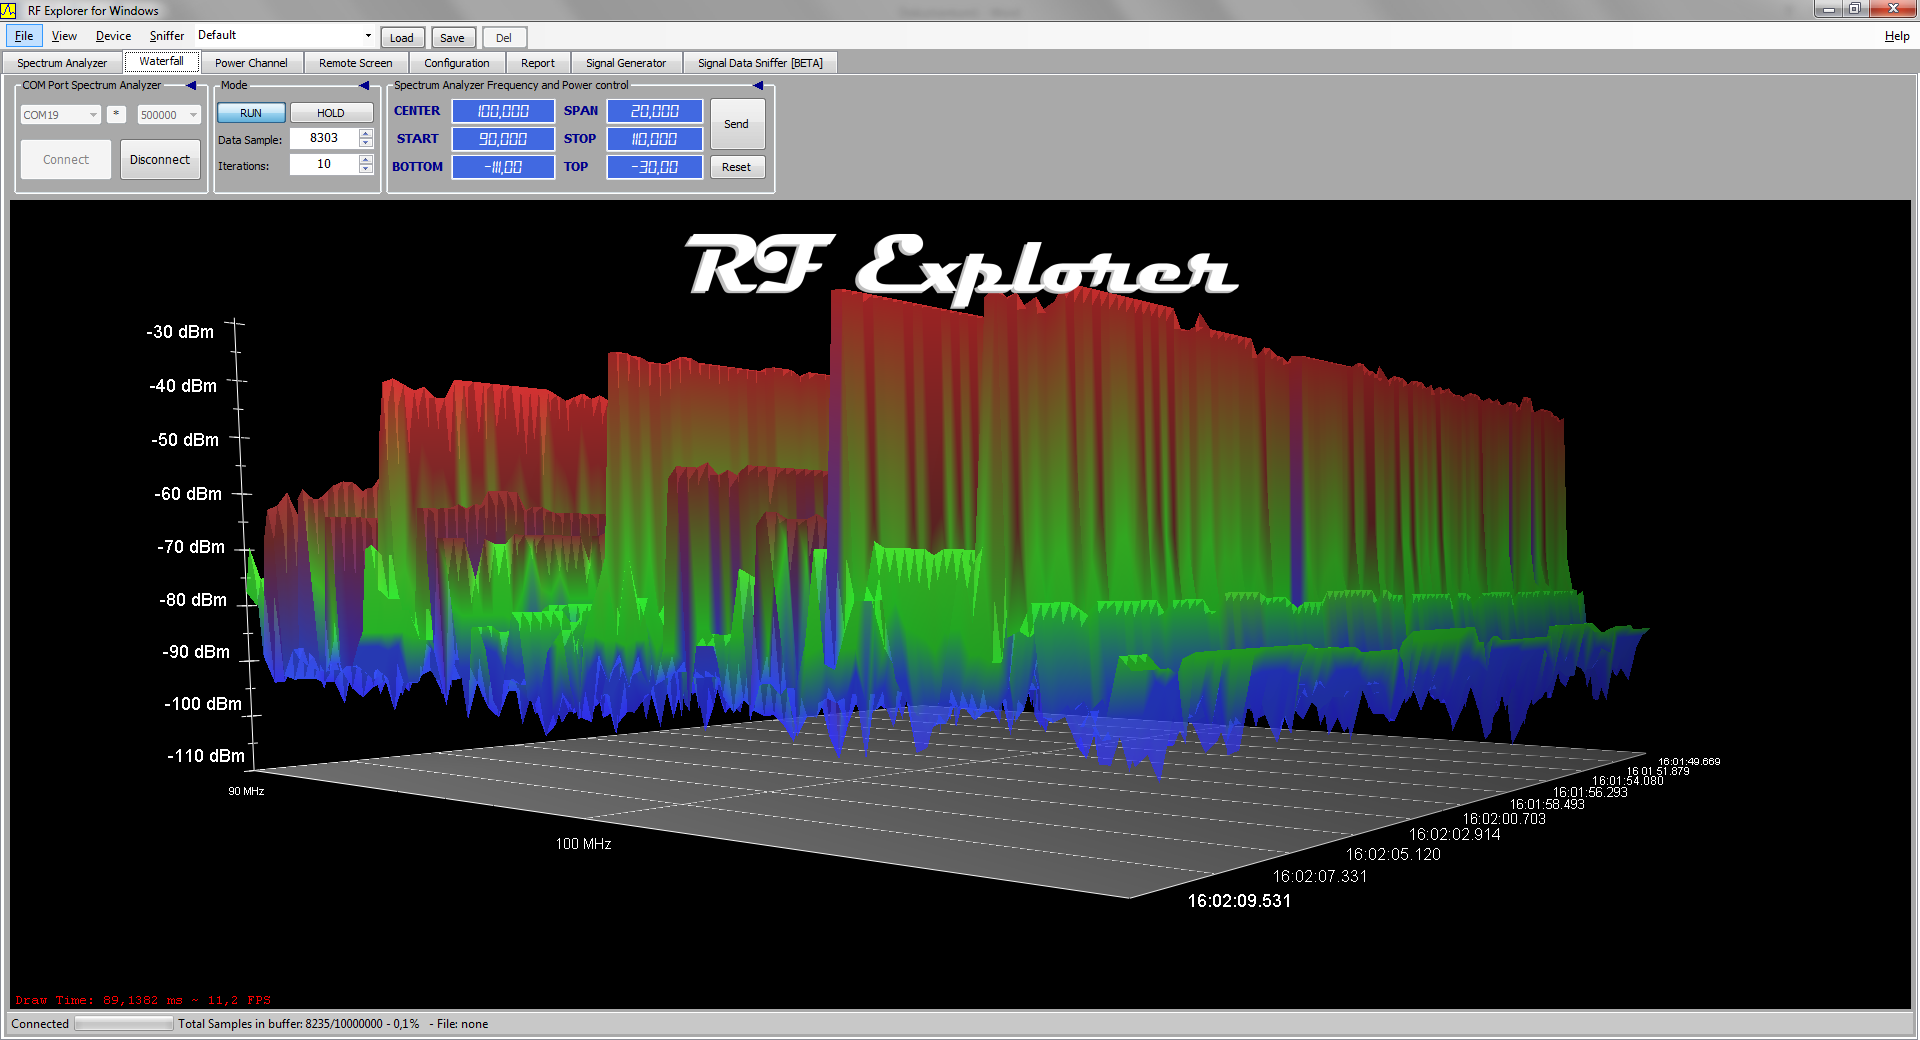 RF Explorer for Windows
File View Device Sniffer Default Load Save Del Help
Spectrum Analyzer Waterfall Power Channel Remote Screen Configuration Report Signal Generator Signal Data Sniffer [BETA]
COM Port Spectrum Analyzer Mode Spectrum Analyzer Frequency and Power control
COM19 * 500000 RUN HOLD CENTER 100,000 SPAN 20,000 Send
Data Sample: 8303 START 90,000 STOP 110,000
Connect Disconnect Iterations: 10 BOTTOM -111,00 TOP -30,00 Reset
RF Explorer
-30 dBm
-40 dBm
-50 dBm
-60 dBm
-70 dBm
-80 dBm
-90 dBm
-100 dBm
-110 dBm
90 MHz
100 MHz
16:01:49.669
16 01 51.879
16:01:54.080
16:01:56.293
16:01:58.493
16:02:00.703
16:02:02.914
16:02:05.120
16:02:07.331
16:02:09.531
Draw Time: 89,1382 ms ~ 11,2 FPS
Connected Total Samples in buffer: 8235/10000000 - 0,1% - File: none